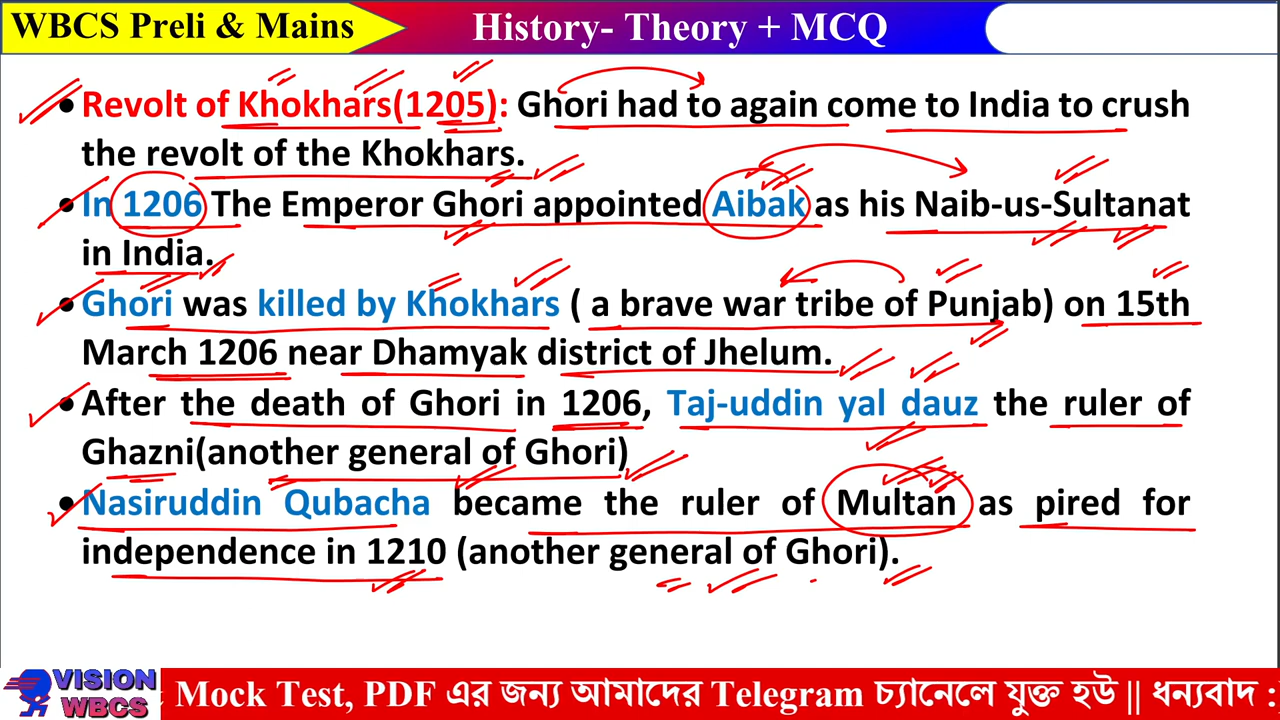 WBCS Preli & Mains
History- Theory + MCQ
• Revolt of Khokhars(1205): Ghori had to again come to India to crush
the revolt of the Khokhars.
• In 1206 The Emperor Ghori appointed Aibak as his Naib-us-Sultanat
in India.
• Ghori was killed by Khokhars ( a brave war tribe of Punjab) on 15th
March 1206 near Dhamyak district of Jhelum.
• After the death of Ghori in 1206, Taj-uddin yal dauz the ruler of
Ghazni(another general of Ghori)
• Nasiruddin Qubacha became the ruler of Multan as pired for
independence in 1210 (another general of Ghori).
VISION
WBCS
Mock Test, PDF এর জন্য আমাদের Telegram চ্যানেলে যুক্ত হউ || ধন্যবাদ :